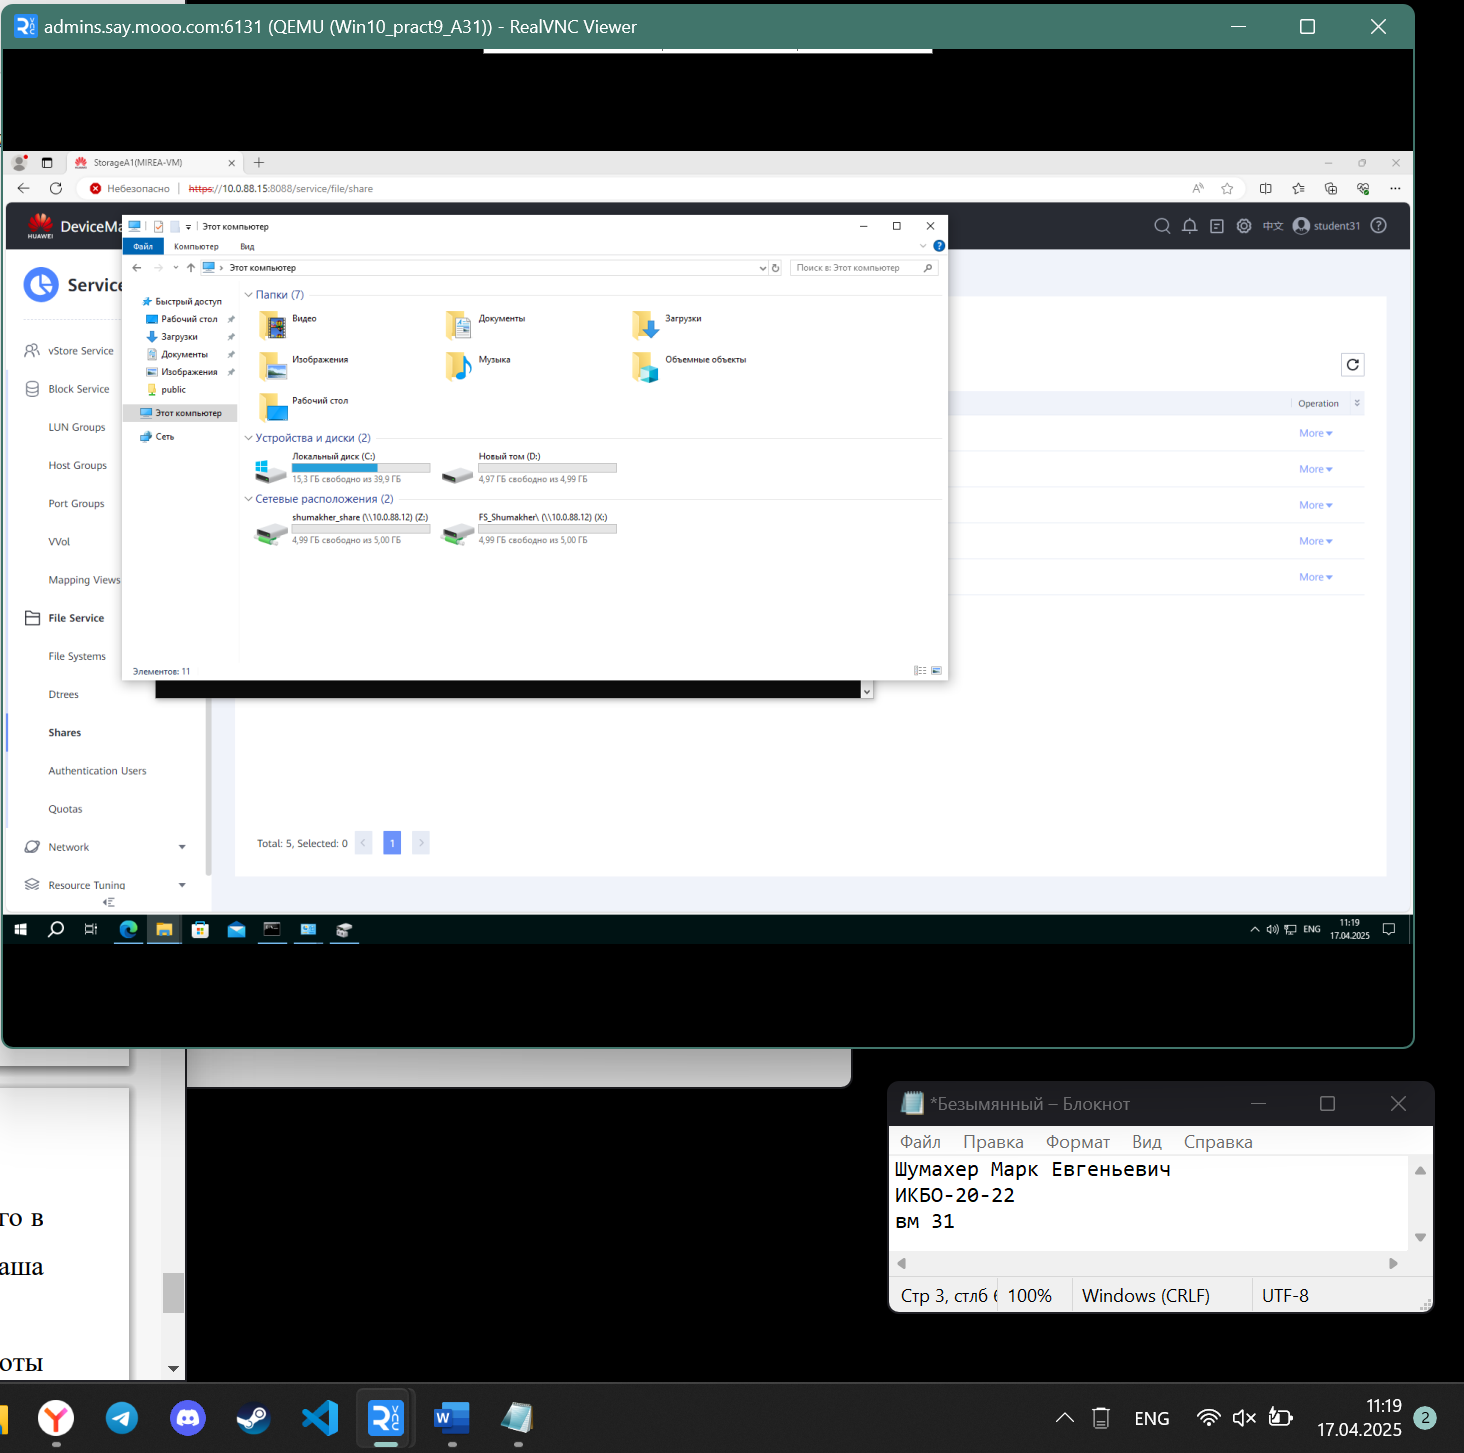 admins.say.mooo.com:6131 (QEMU (Win10_pract9_A31)) - RealVNC Viewer
StorageA1(MIREA-VM)
Небезопасно https://10.0.88.15:8088/service/file/share
HUAWEI
DeviceMa
中文
student31
Service
vStore Service
Block Service
LUN Groups
Host Groups
Port Groups
VVol
Mapping Views
File Service
File Systems
Dtrees
Shares
Authentication Users
Quotas
Network
Resource Tuning
Этот компьютер
Файл Компьютер Вид
Этот компьютер
Поиск в: Этот компьютер
Быстрый доступ
Рабочий стол
Загрузки
Документы
Изображения
public
Этот компьютер
Сеть
Папки (7)
Видео
Документы
Загрузки
Изображения
Музыка
Объемные объекты
Рабочий стол
Устройства и диски (2)
Локальный диск (C:)
15,3 ГБ свободно из 39,9 ГБ
Новый том (D:)
4,97 ГБ свободно из 4,99 ГБ
Сетевые расположения (2)
shumakher_share (\\10.0.88.12) (Z:)
4,99 ГБ свободно из 5,00 ГБ
FS_Shumakher\ (\\10.0.88.12) (X:)
4,99 ГБ свободно из 5,00 ГБ
Элементов: 11
Operation
More
More
More
More
More
Total: 5, Selected: 0
1
ENG
11:19
17.04.2025
го в
аша
оты
*Безымянный – Блокнот
Файл Правка Формат Вид Справка
Шумахер Марк Евгеньевич
ИКБО-20-22
вм 31
Стр 3, стлб
100%
Windows (CRLF)
UTF-8
ENG
11:19
17.04.2025
2